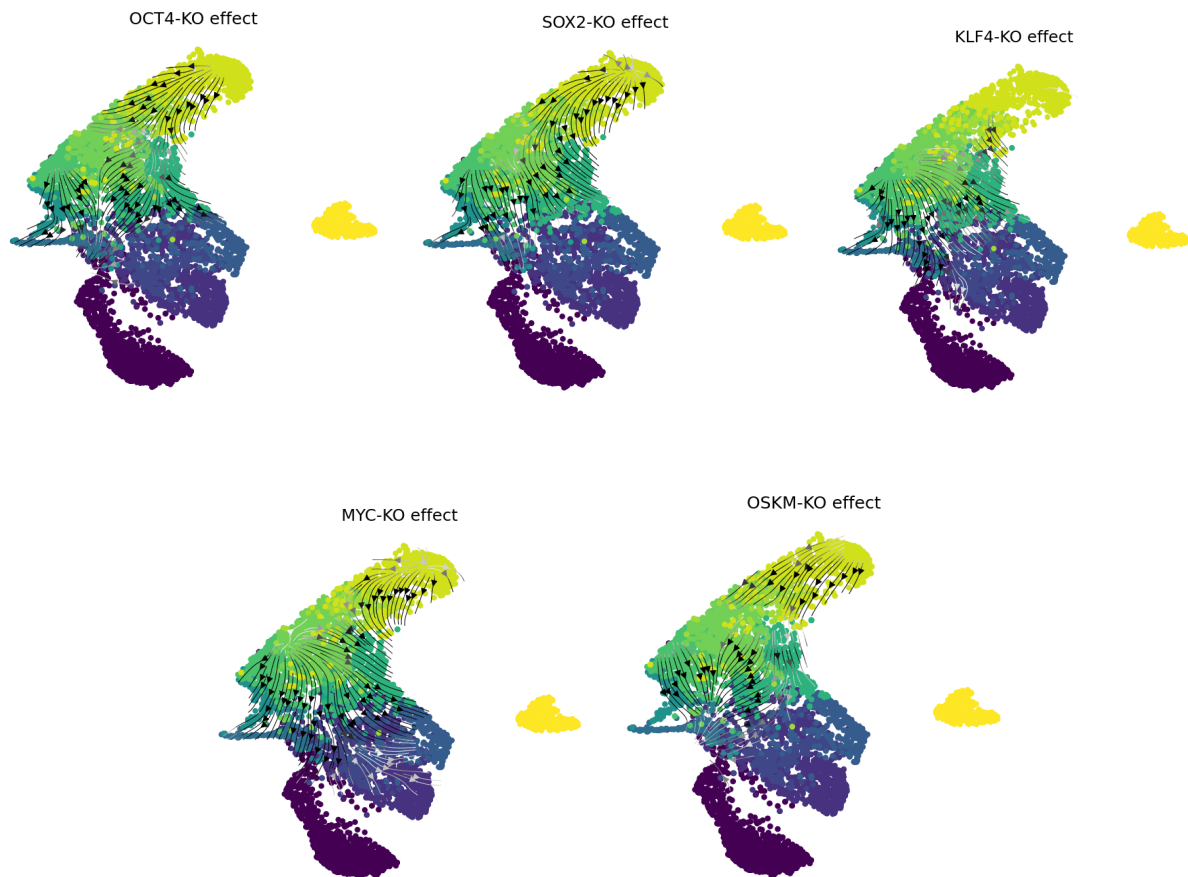 OCT4-KO effect
SOX2-KO effect
KLF4-KO effect
MYC-KO effect
OSKM-KO effect